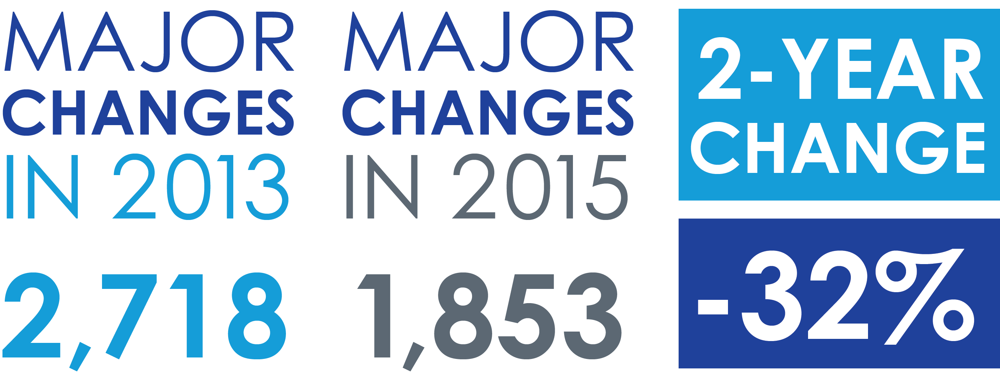 MAJOR
CHANGES
IN 2013
2,718
MAJOR
CHANGES
IN 2015
1,853
2-YEAR
CHANGE
-32%